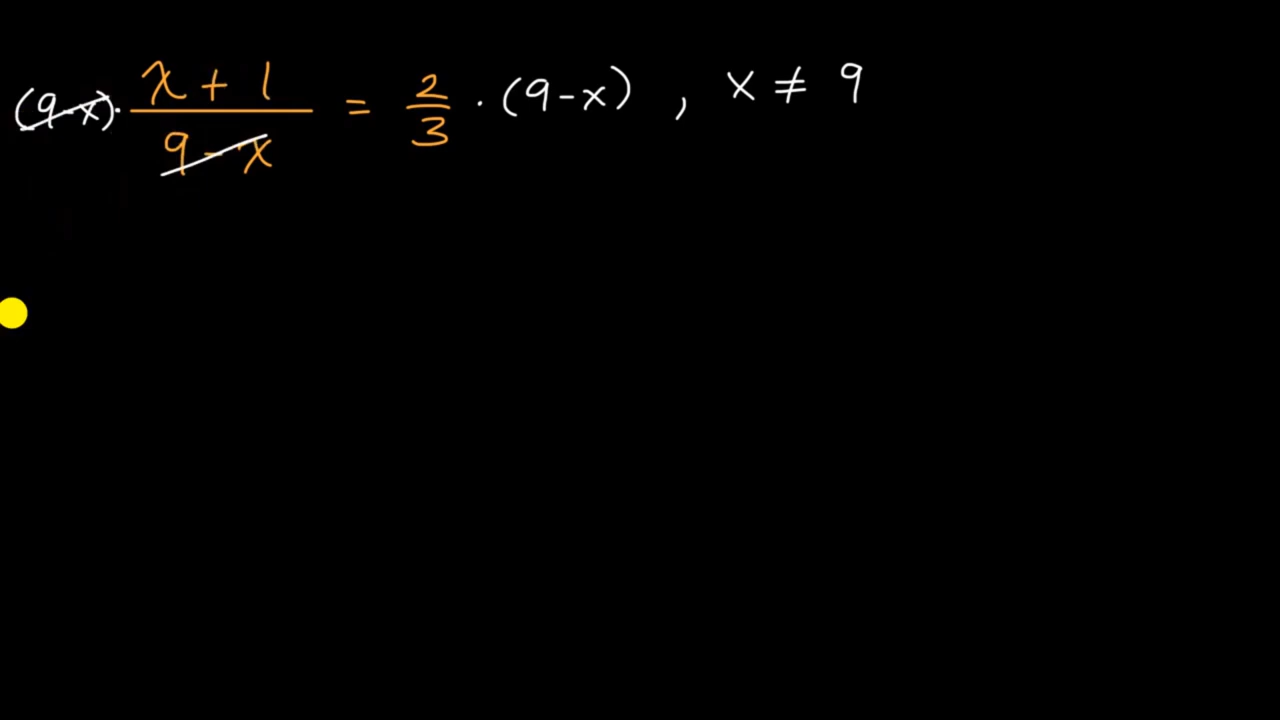 (9-x)· x+1/9-x = 2/3 · (9-x) , x ≠ 9